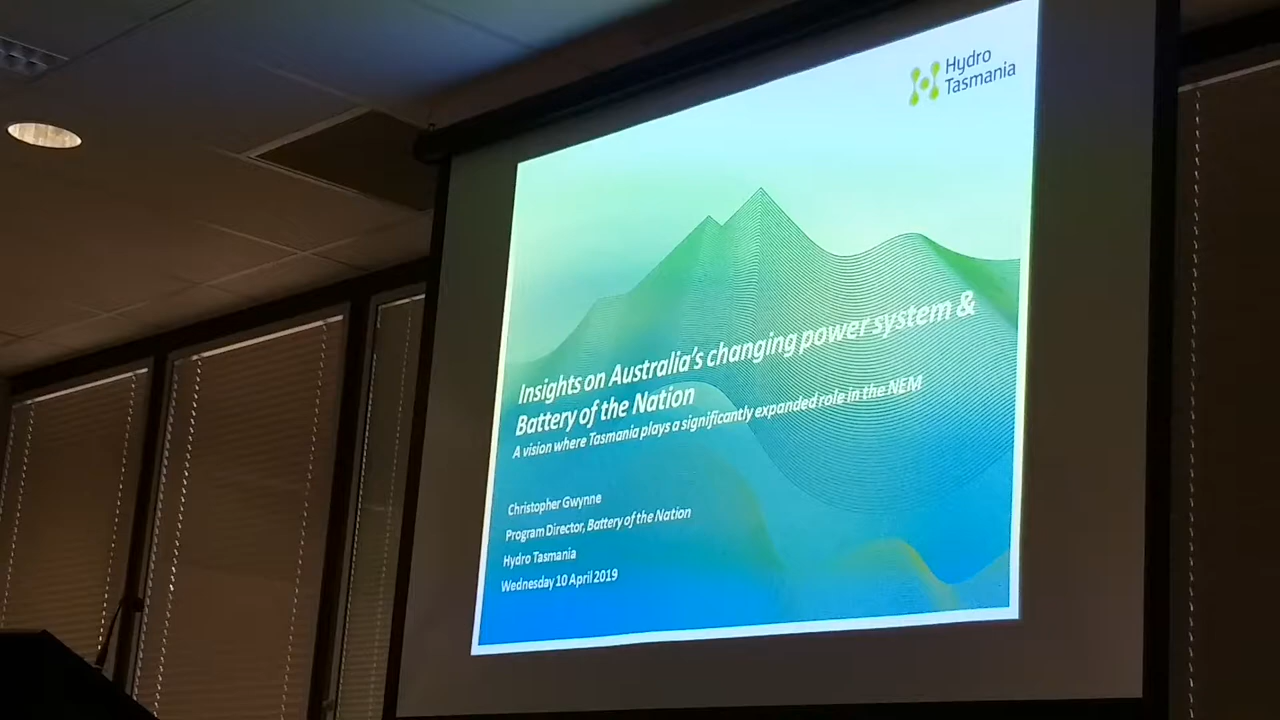 Hydro
Tasmania
Insights on Australia's changing power system &
Battery of the Nation
A vision where Tasmania plays a significantly expanded role in the NEM
Christopher Gwynne
Program Director, Battery of the Nation
Hydro Tasmania
Wednesday 10 April 2019